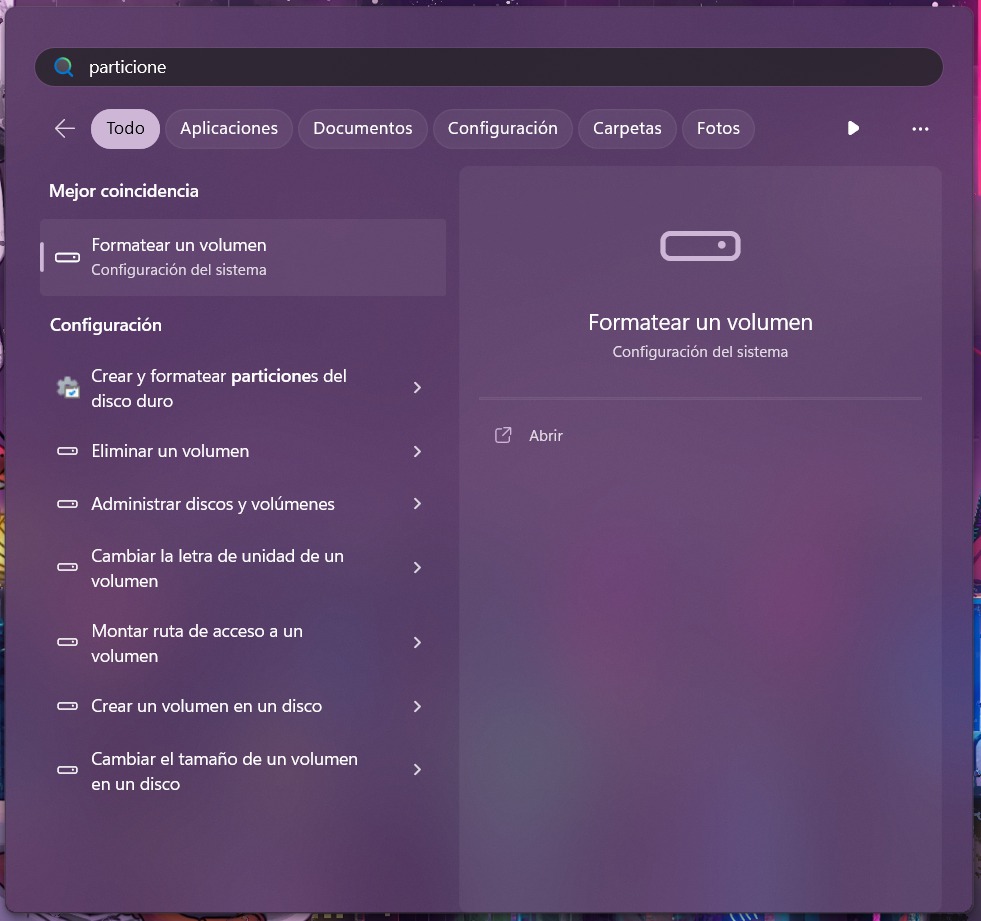 particione
Todo
Aplicaciones
Documentos
Configuración
Carpetas
Fotos
Mejor coincidencia
Formatear un volumen
Configuración del sistema
Configuración
Crear y formatear particiones del
disco duro
Eliminar un volumen
Administrar discos y volúmenes
Cambiar la letra de unidad de un
volumen
Montar ruta de acceso a un
volumen
Crear un volumen en un disco
Cambiar el tamaño de un volumen
en un disco
Formatear un volumen
Configuración del sistema
Abrir